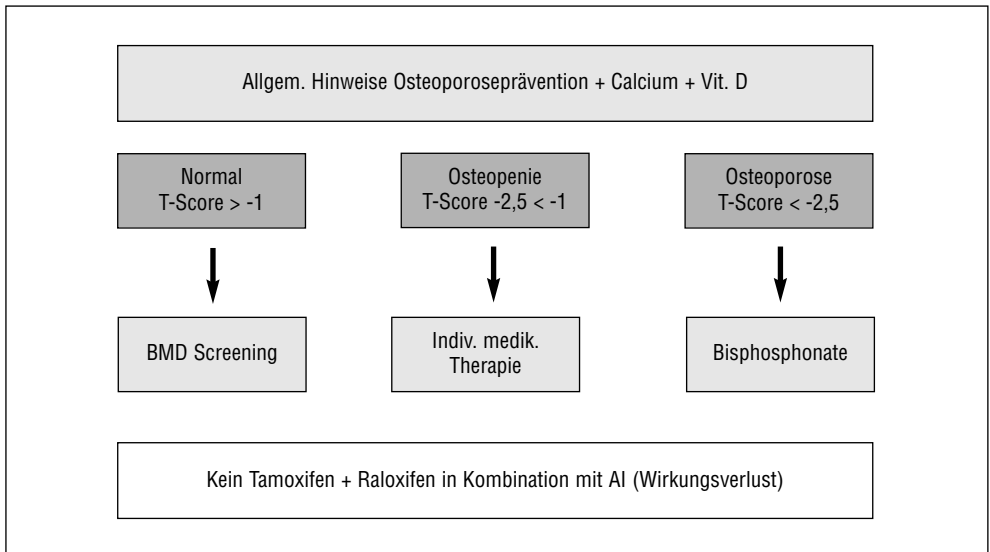 Allgem. Hinweise Osteoporoseprävention + Calcium + Vit. D
Normal
T-Score > -1
Osteopenie
T-Score -2,5 < -1
Osteoporose
T-Score < -2,5
BMD Screening
Indiv. medik.
Therapie
Bisphosphonate
Kein Tamoxifen + Raloxifen in Kombination mit AI (Wirkungsverlust)